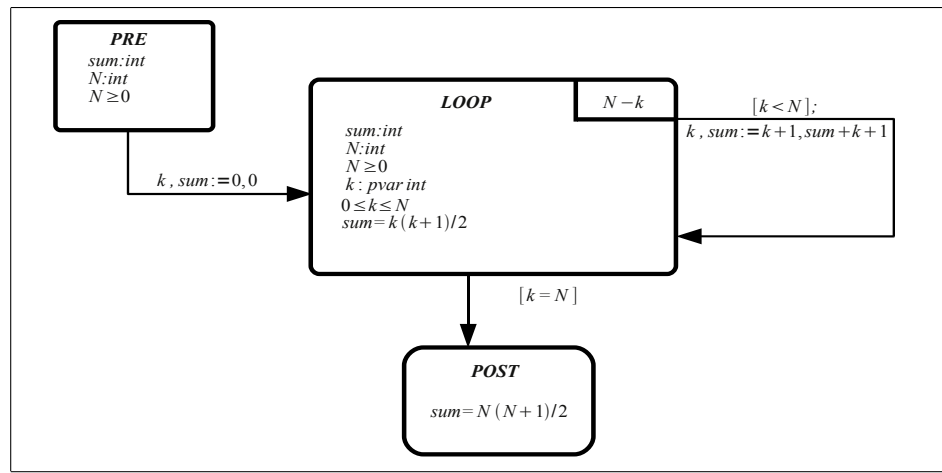 PRE
sum:int
N:int
N≥0
k,sum:=0,0
LOOP
N−k
sum:int
N:int
N≥0
k: pvar int
0≤k≤N
sum=k(k+1)/2
[k<N];
k,sum:=k+1,sum+k+1
[k=N]
POST
sum=N(N+1)/2